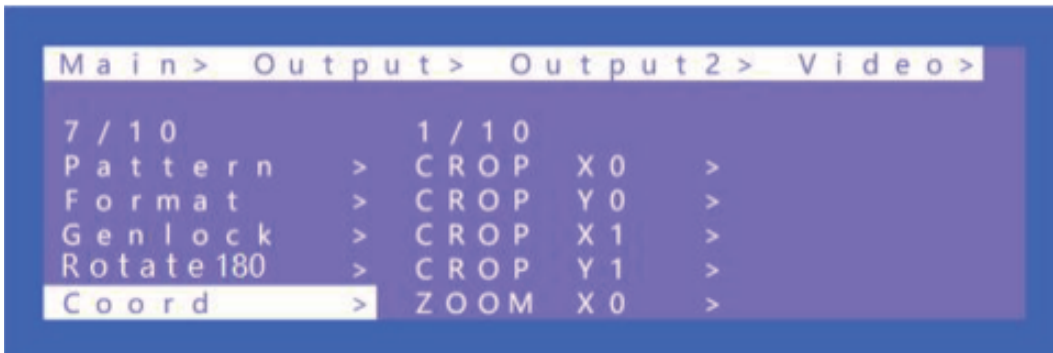 Main> Output> Output2> Video>
7/10 1/10
Pattern > CROP X0 >
Format > CROP Y0 >
Genlock > CROP X1 >
Rotate180 > CROP Y1 >
Coord > ZOOM X0 >